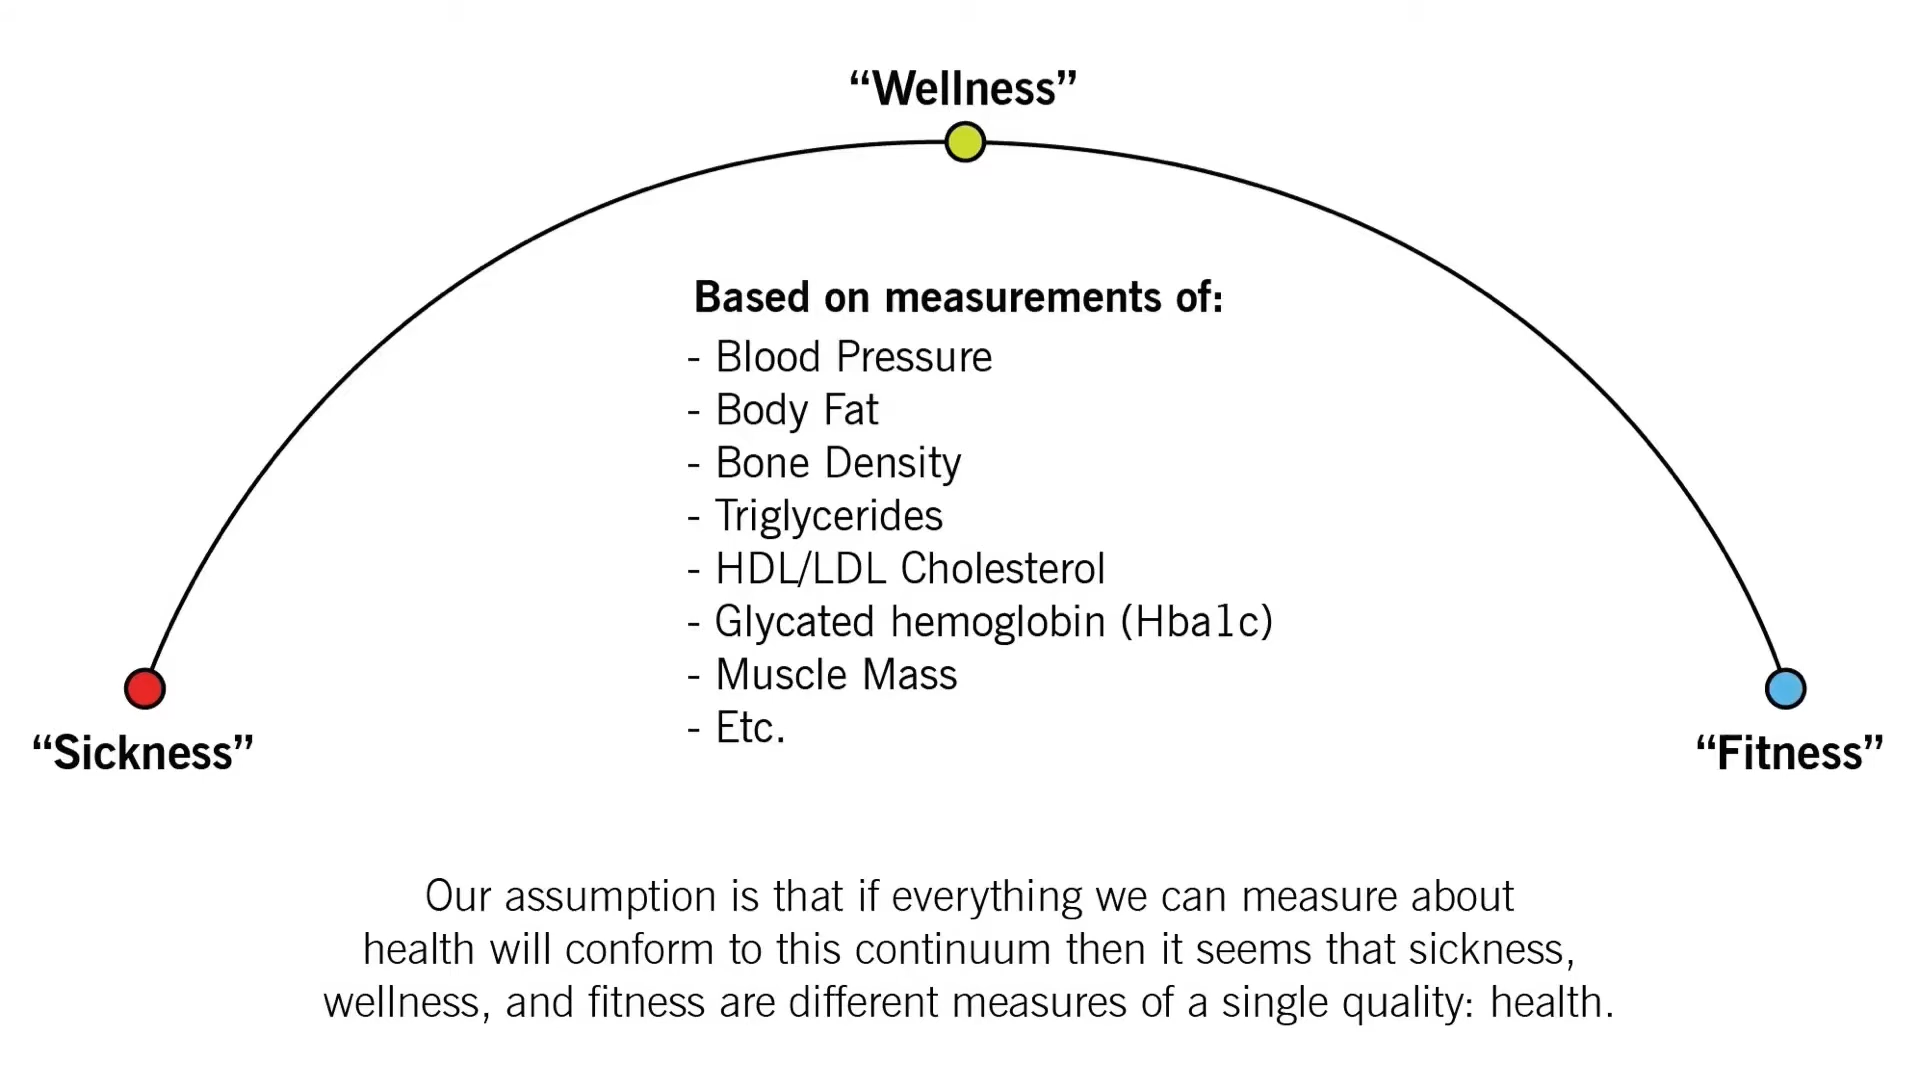 “Wellness”
Based on measurements of:
- Blood Pressure
- Body Fat
- Bone Density
- Triglycerides
- HDL/LDL Cholesterol
- Glycated hemoglobin (Hba1c)
- Muscle Mass
- Etc.
“Sickness”
“Fitness”
Our assumption is that if everything we can measure about
health will conform to this continuum then it seems that sickness,
wellness, and fitness are different measures of a single quality: health.